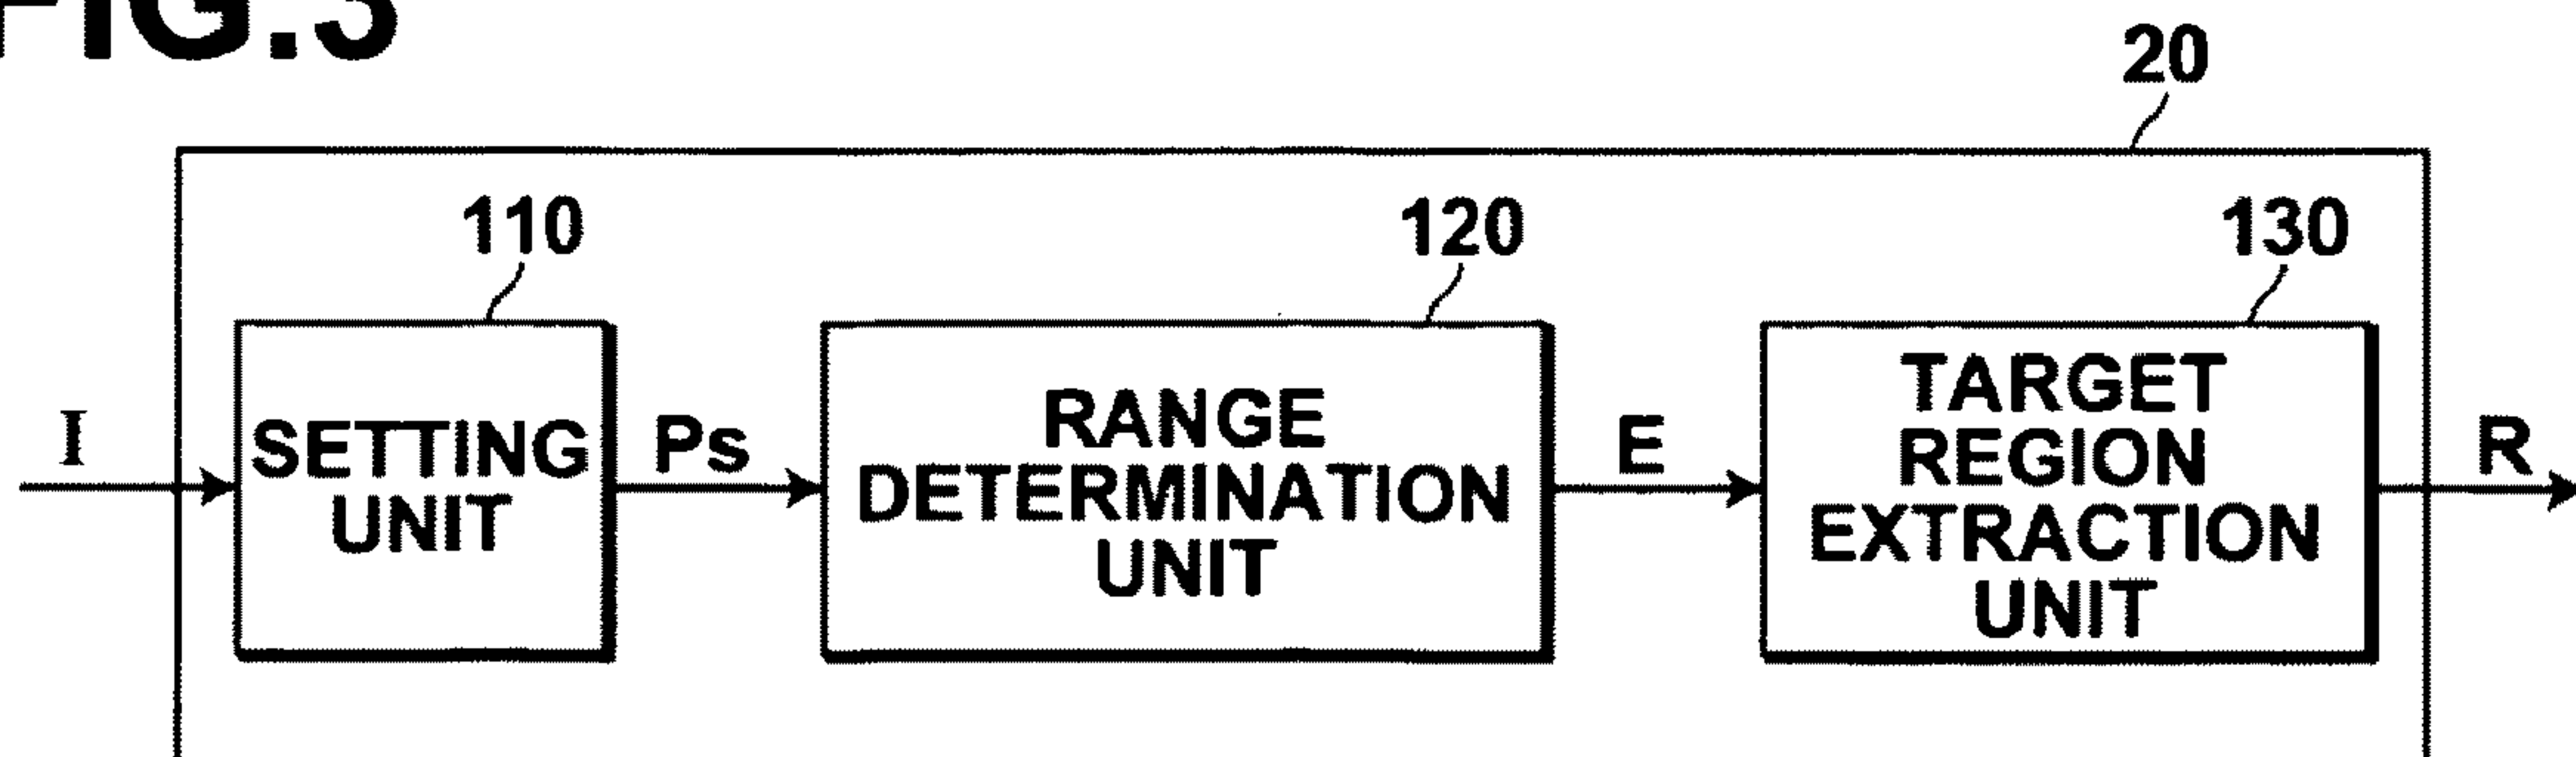 FIG.3
20
110
120
130
I
SETTING
UNIT
Ps
RANGE
DETERMINATION
UNIT
E
TARGET
REGION
EXTRACTION
UNIT
R